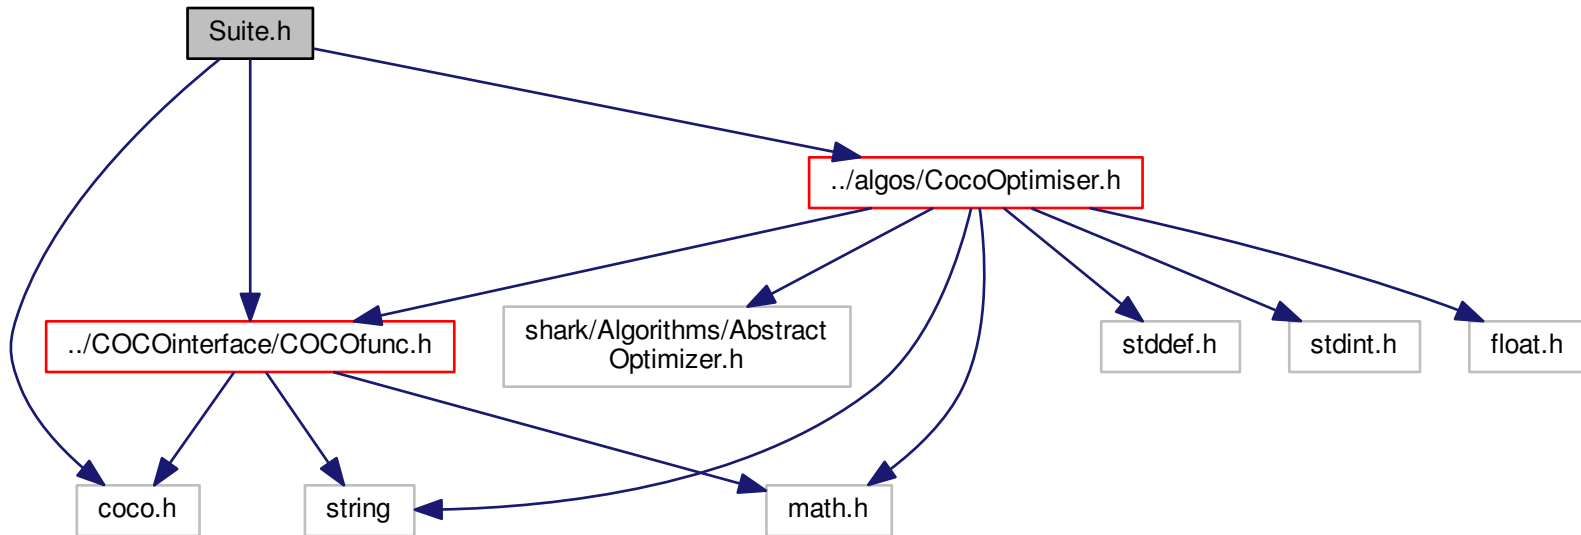 Suite.h
../algos/CocoOptimiser.h
../COCOinterface/COCOfunc.h
shark/Algorithms/Abstract
Optimizer.h
stddef.h
stdint.h
float.h
coco.h
string
math.h